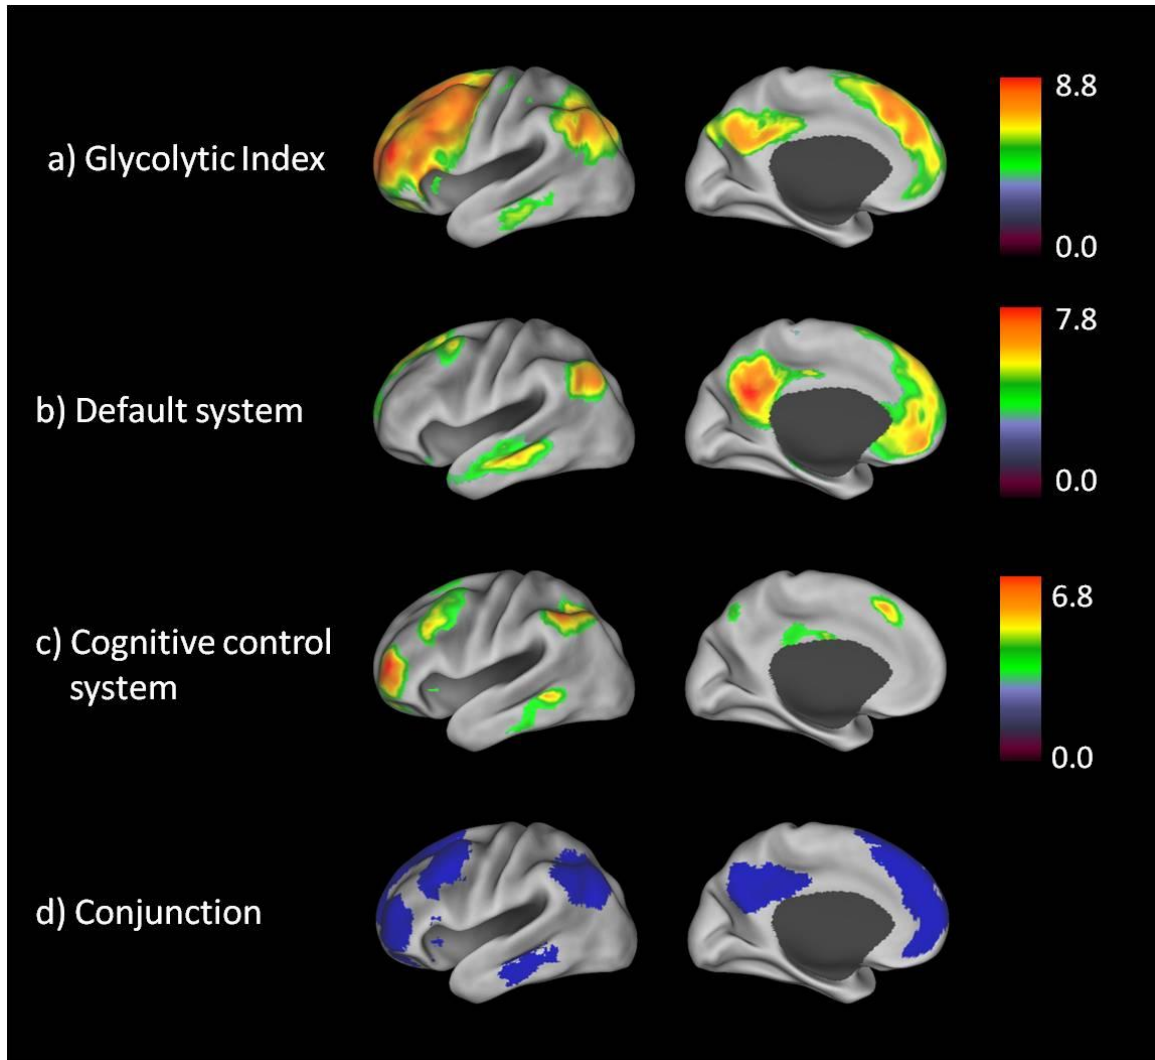 a) Glycolytic Index
8.8
0.0
b) Default system
7.8
0.0
c) Cognitive control
system
6.8
0.0
d) Conjunction